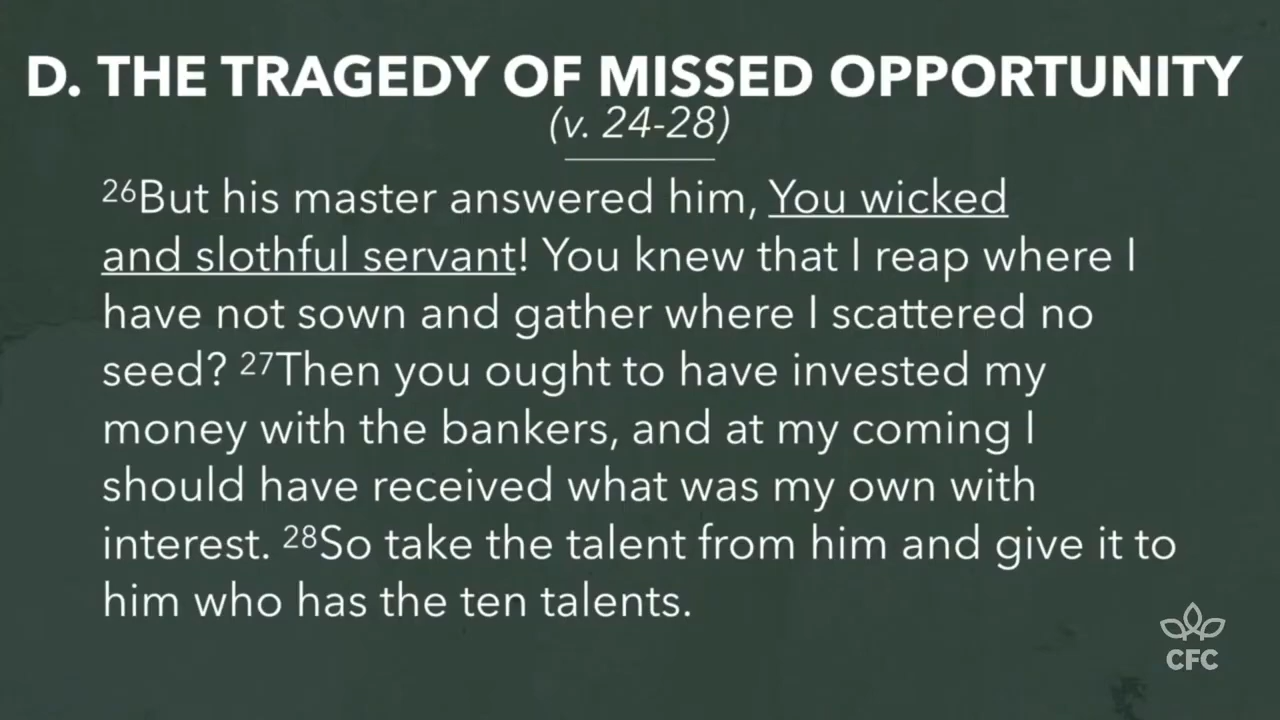 D. THE TRAGEDY OF MISSED OPPORTUNITY
(v. 24-28)
26But his master answered him, You wicked
and slothful servant! You knew that I reap where I
have not sown and gather where I scattered no
seed? 27Then you ought to have invested my
money with the bankers, and at my coming I
should have received what was my own with
interest. 28So take the talent from him and give it to
him who has the ten talents.
CFC